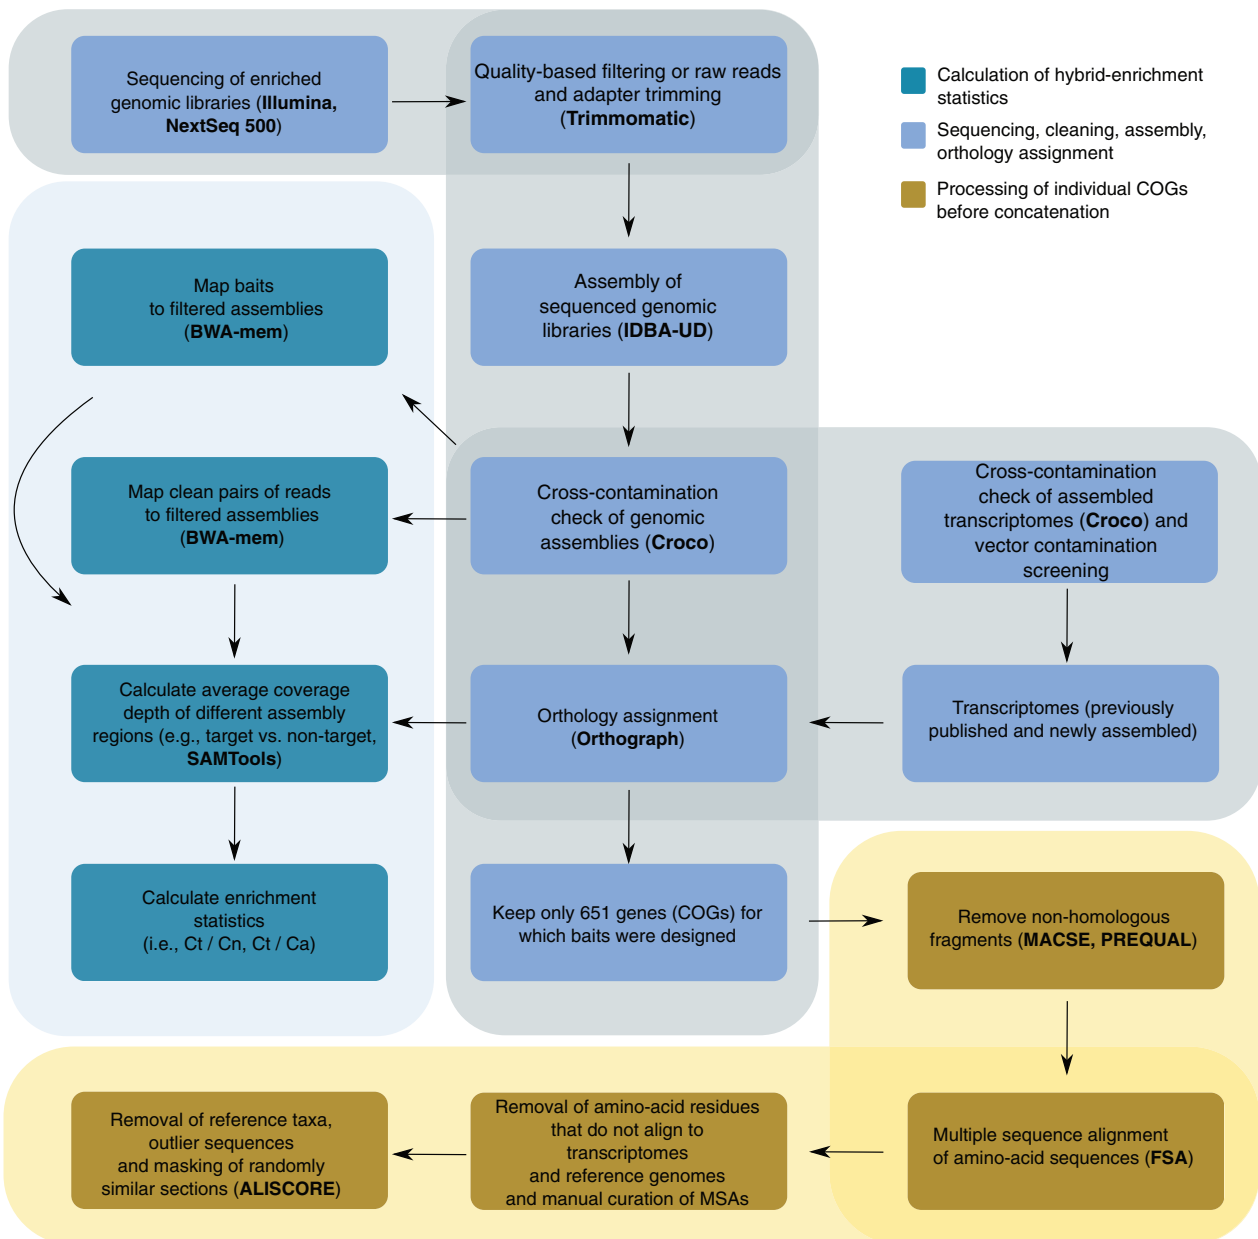 Sequencing of enriched
genomic libraries (Illumina,
NextSeq 500)
Quality-based filtering or raw reads
and adapter trimming
(Trimmomatic)
Calculation of hybrid-enrichment
statistics
Sequencing, cleaning, assembly,
orthology assignment
Processing of individual COGs
before concatenation
Map baits
to filtered assemblies
(BWA-mem)
Assembly of
sequenced genomic
libraries (IDBA-UD)
Map clean pairs of reads
to filtered assemblies
(BWA-mem)
Cross-contamination
check of genomic
assemblies (Croco)
Cross-contamination
check of assembled
transcriptomes (Croco) and
vector contamination
screening
Calculate average coverage
depth of different assembly
regions (e.g., target vs. non-target,
SAMTools)
Orthology assignment
(Orthograph)
Transcriptomes (previously
published and newly assembled)
Calculate enrichment
statistics
(i.e., Ct / Cn, Ct / Ca)
Keep only 651 genes (COGs) for
which baits were designed
Remove non-homologous
fragments (MACSE, PREQUAL)
Removal of reference taxa,
outlier sequences
and masking of randomly
similar sections (ALISCORE)
Removal of amino-acid residues
that do not align to
transcriptomes
and reference genomes
and manual curation of MSAs
Multiple sequence alignment
of amino-acid sequences (FSA)